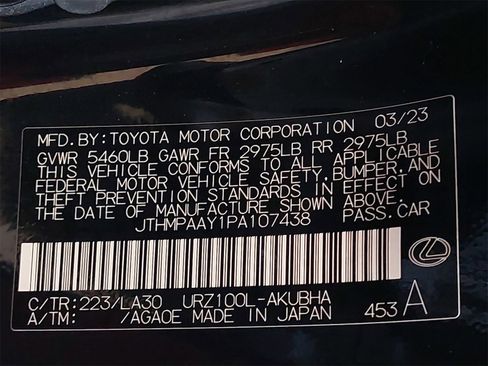 MFD. BY: TOYOTA MOTOR CORPORATION 03/23
GVWR 5460LB GAWR FR 2975LB RR 2975LB
THIS VEHICLE CONFORMS TO ALL APPLICABLE
FEDERAL MOTOR VEHICLE SAFETY, BUMPER, AND
THEFT PREVENTION STANDARDS IN EFFECT ON
THE DATE OF MANUFACTURE SHOWN ABOVE.
JTHMPAAY1PA107438 PASS. CAR
C/TR: 223/LA30 URZ100L-AKUBHA
A/TM: /AGA0E MADE IN JAPAN 453 A